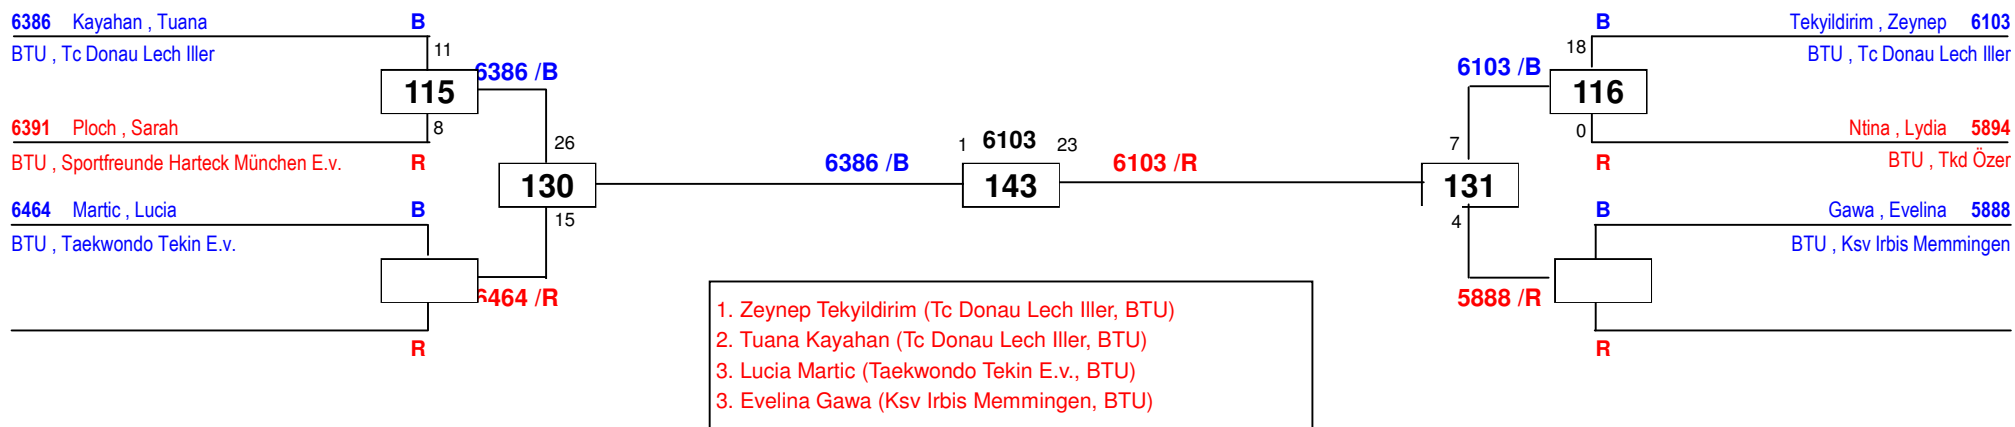 6386 Kayahan , Tuana B
BTU , Tc Donau Lech Iller
11
6386 /B
115
8
6391 Ploch , Sarah
BTU , Sportfreunde Harteck München E.v. R
26
130
15
6464 Martic , Lucia B
BTU , Taekwondo Tekin E.v.
6464 /R
R
6386 /B
1 6103 23
143
6103 /R
B Tekyildirim , Zeynep 6103
18
BTU , Tc Donau Lech Iller
6103 /B
116
0
Ntina , Lydia 5894
R BTU , Tkd Özer
7
131
4
B Gawa , Evelina 5888
BTU , Ksv Irbis Memmingen
5888 /R
R
1. Zeynep Tekyildirim (Tc Donau Lech Iller, BTU)
2. Tuana Kayahan (Tc Donau Lech Iller, BTU)
3. Lucia Martic (Taekwondo Tekin E.v., BTU)
3. Evelina Gawa (Ksv Irbis Memmingen, BTU)